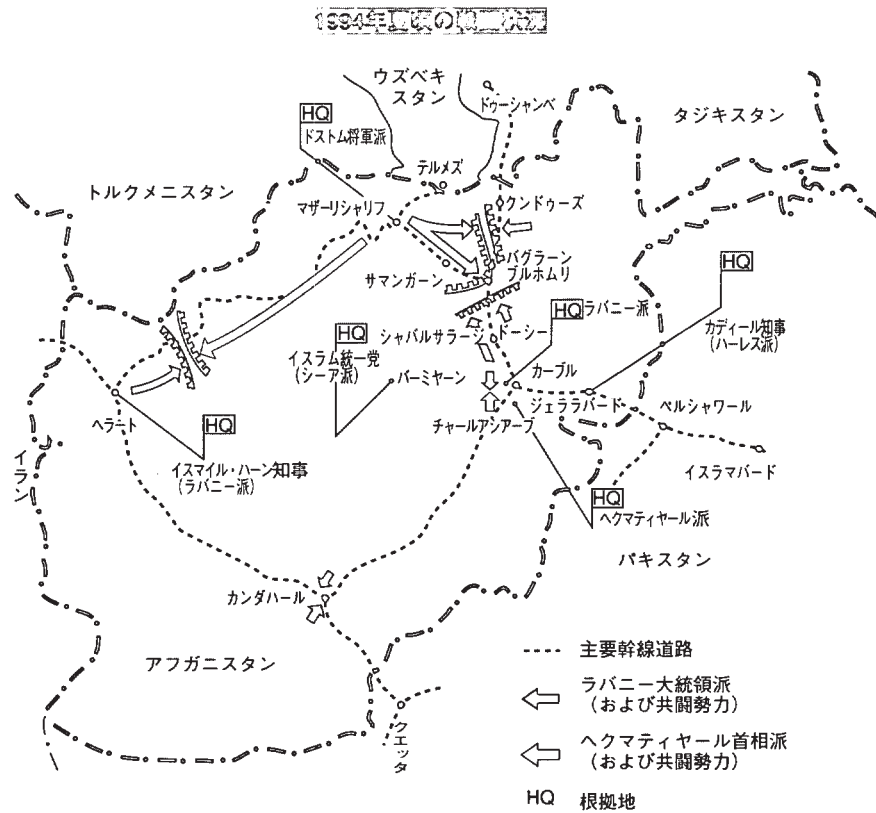 1994年夏頃の戦闘状況
ウズベキ
スタン
ドゥーシャンベ
タジキスタン
HQ
ドストム将軍派
テルメズ
トルクメニスタン
マザーリシャリフ
クンドゥーズ
サマンガーン
バグラーン
プルホムリ
HQ
カディール知事
(ハーレス派)
HQ
ラバニー派
シャバルサラージ
ドーシー
HQ
イスラム統一党
(シーア派)
バーミヤーン
カーブル
ジェララバード
ペルシャワール
チャールアシアーブ
イスラマバード
ヘラート
HQ
イスマイル・ハーン知事
(ラバニー派)
イラン
HQ
ヘクマティヤール派
パキスタン
カンダハール
アフガニスタン
クエッタ
主要幹線道路
ラバニー大統領派
(および共闘勢力)
ヘクマティヤール首相派
(および共闘勢力)
HQ 根拠地